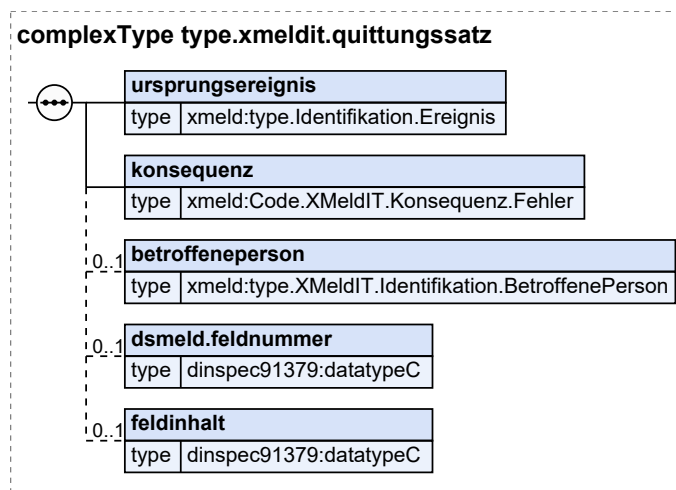 complexType type.xmeldit.quittungssatz
ursprungsereignis
type xmeld:type.Identifikation.Ereignis
konsequenz
type xmeld:Code.XMeldIT.Konsequenz.Fehler
0..1 betroffeneperson
type xmeld:type.XMeldIT.Identifikation.BetroffenePerson
0..1 dsmeld.feldnummer
type dinspec91379:datatypeC
0..1 feldinhalt
type dinspec91379:datatypeC